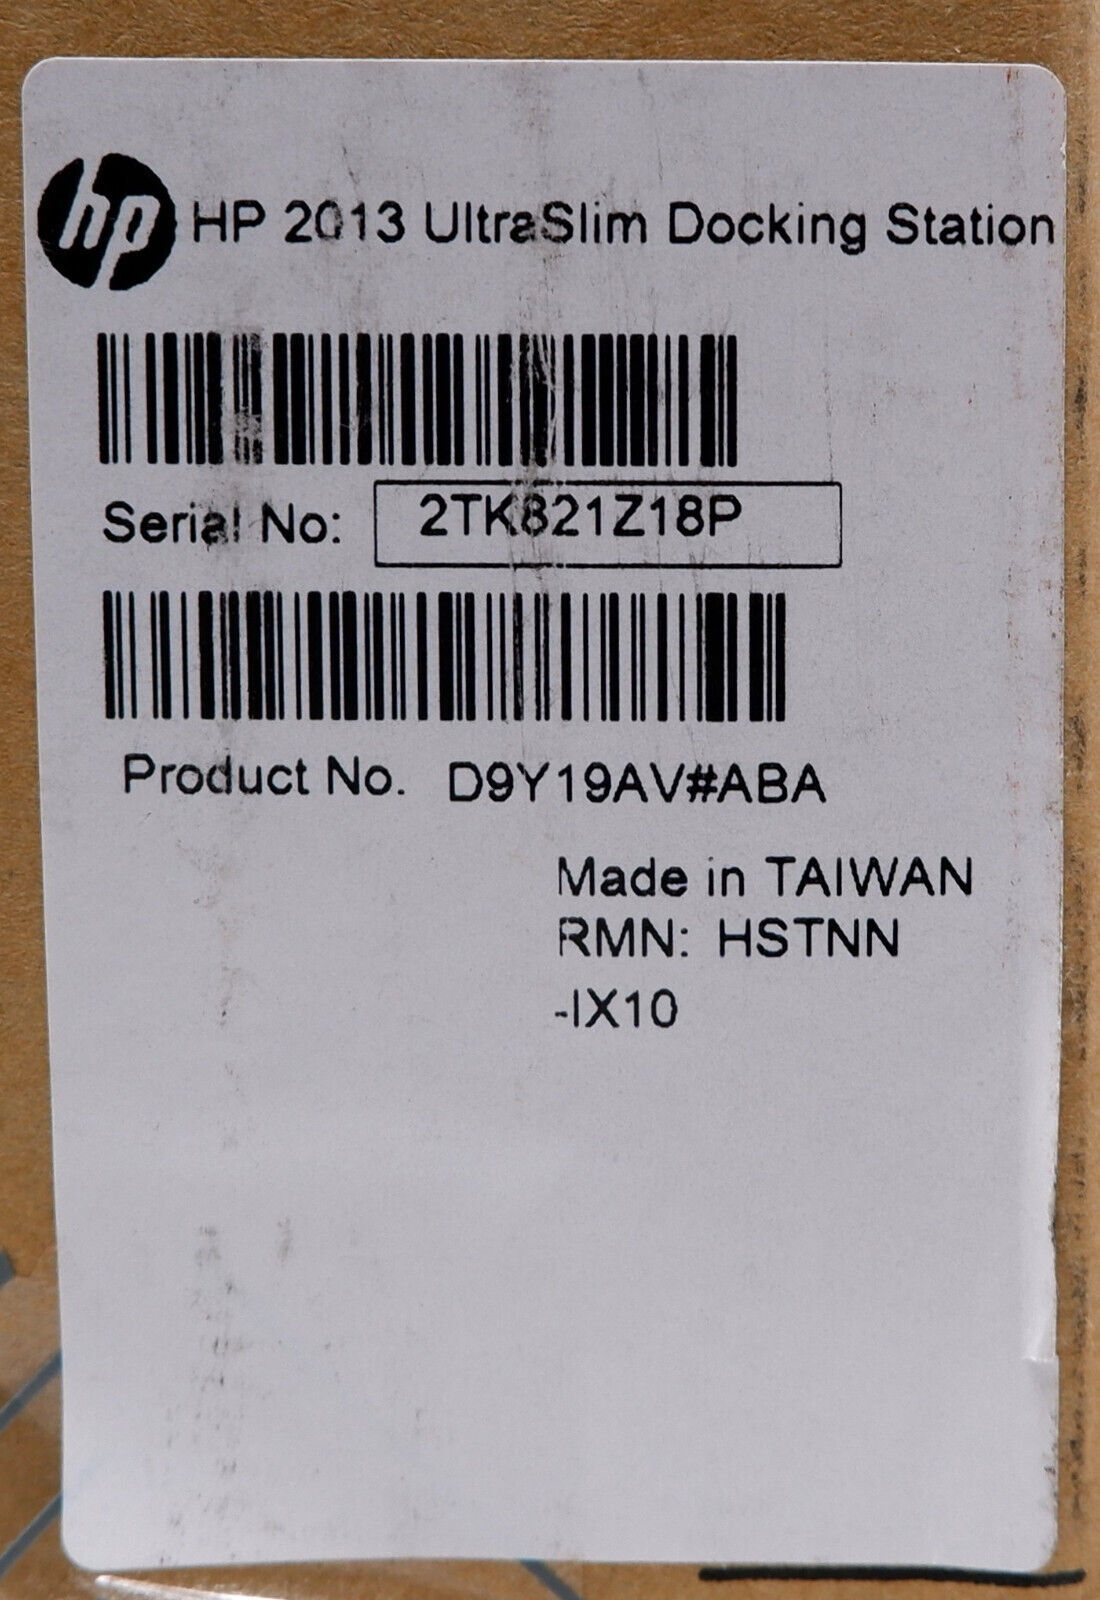 hp HP 2013 UltraSlim Docking Station
Serial No: 2TK821Z18P
Product No. D9Y19AV#ABA
Made in TAIWAN
RMN: HSTNN
-IX10